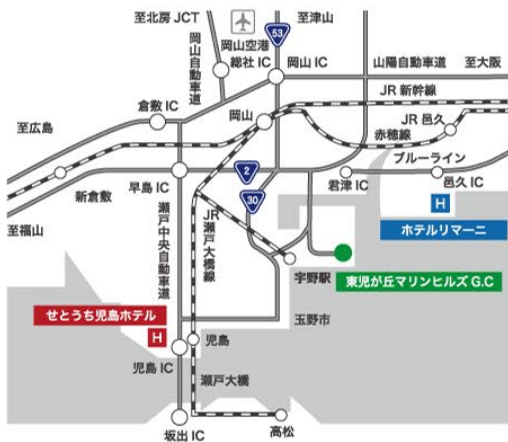 至北房 JCT
至津山
岡山自動車道
岡山空港
53
総社 IC
岡山 IC
山陽自動車道
至大阪
JR 新幹線
倉敷 IC
岡山
JR 邑久
至広島
赤穂線
ブルーライン
早島 IC
2
新倉敷
君津 IC
邑久 IC
30
H
至福山
瀬戸中央自動車道
JR瀬戸大橋線
ホテルリマーニ
宇野駅
東児が丘マリンヒルズ G.C
せとうち児島ホテル
玉野市
H
児島
児島 IC
瀬戸大橋
坂出 IC
高松